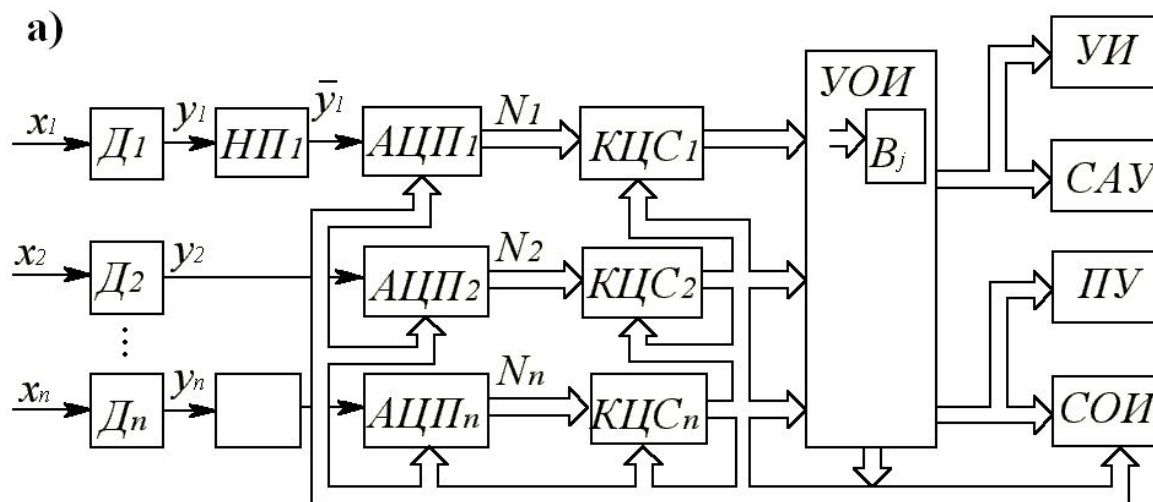 а)
x1 Д1 y1 НП1 y̅1 АЦП1 N1 КЦС1 УОИ Bj УИ
САУ
x2 Д2 y2 АЦП2 N2 КЦС2 ПУ
⋮
xn Дn yn АЦПn Nn КЦСn СОИ